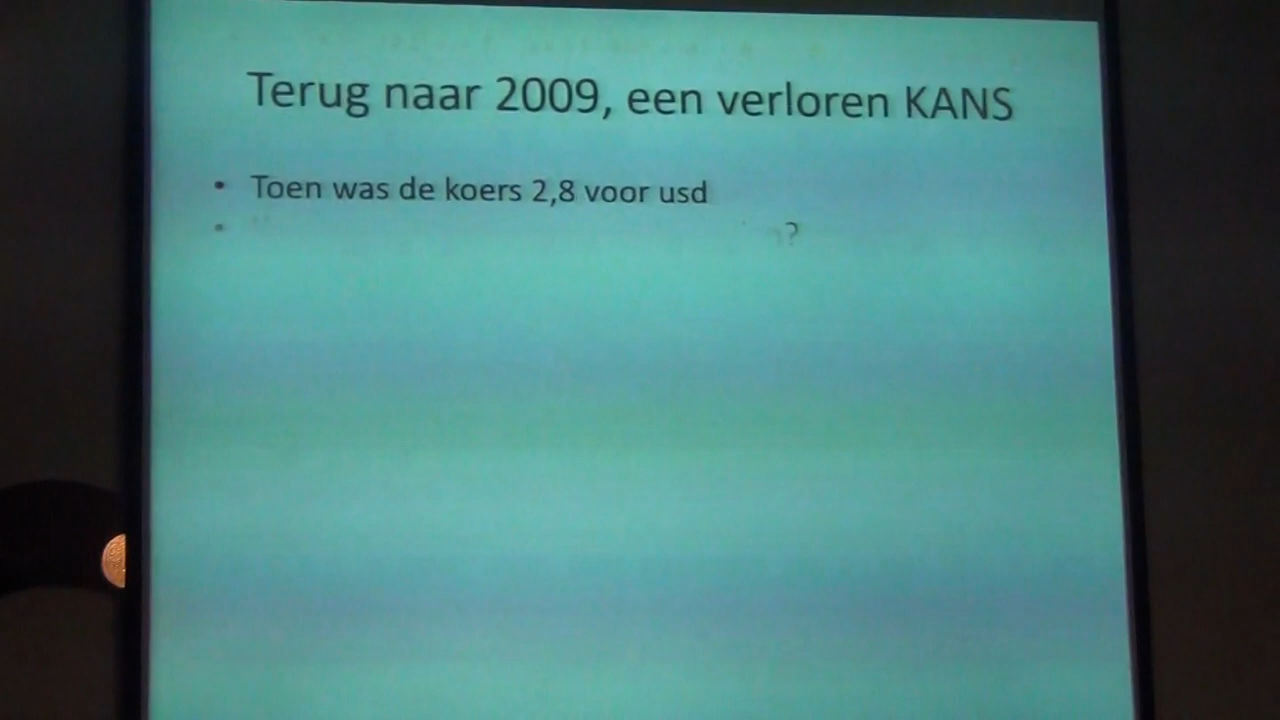 Terug naar 2009, een verloren KANS
• Toen was de koers 2,8 voor usd
• ?